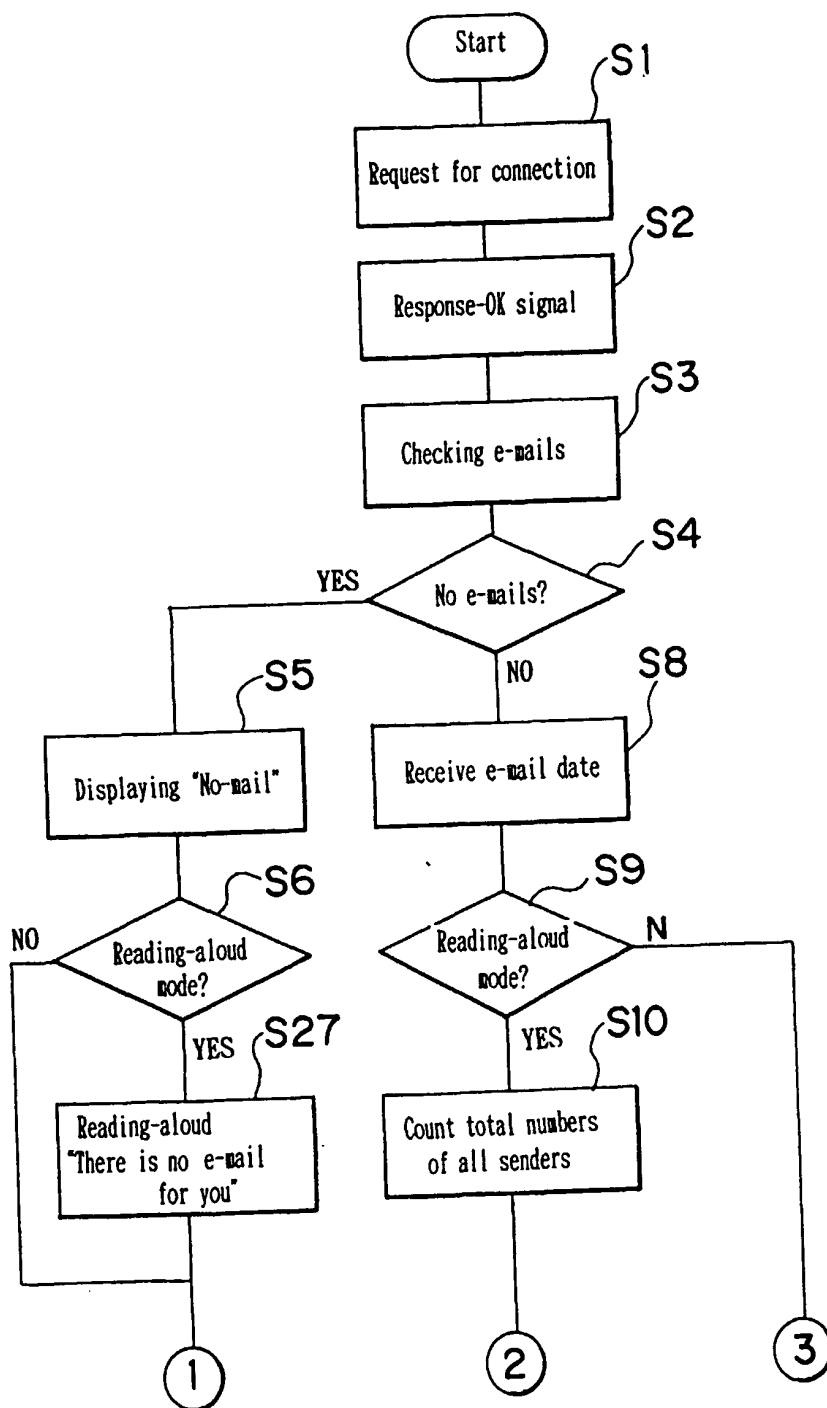 Start
S1
Request for connection
S2
Response-OK signal
S3
Checking e-mails
S4
No e-mails?
YES
NO
S5
Displaying "No-mail"
S8
Receive e-mail date
S6
Reading-aloud
mode?
NO
YES
S9
Reading-aloud
mode?
N
YES
S27
Reading-aloud
"There is no e-mail
for you"
S10
Count total numbers
of all senders
1
2
3